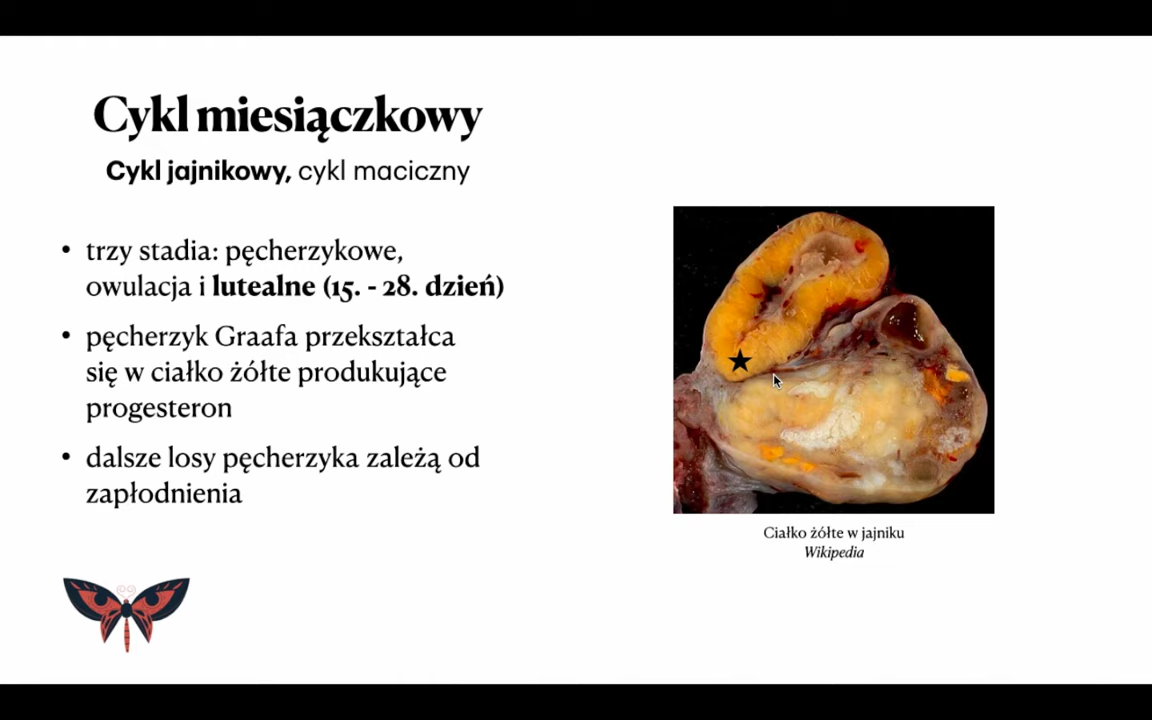 Cykl miesiączkowy
Cykl jajnikowy, cykl maciczny
• trzy stadia: pęcherzykowe,
owulacja i lutealne (15. - 28. dzień)
• pęcherzyk Graafa przekształca
się w ciałko żółte produkujące
progesteron
• dalsze losy pęcherzyka zależą od
zapłodnienia
Ciałko żółte w jajniku
Wikipedia